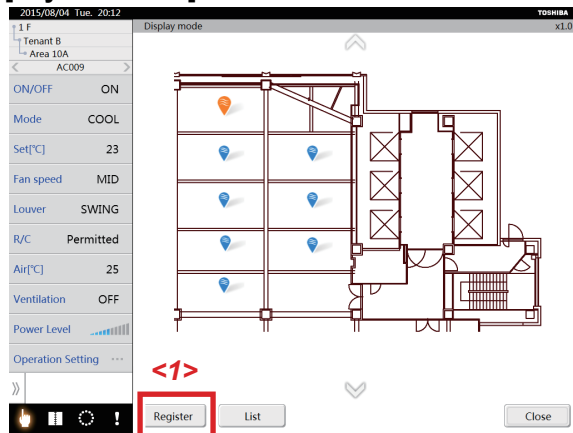 2015/08/04 Tue. 20:12 TOSHIBA
1 F
Tenant B
Area 10A
< AC009 >
Display mode x1.0
ON/OFF ON
Mode COOL
Set[°C] 23
Fan speed MID
Louver SWING
R/C Permitted
Air[°C] 25
Ventilation OFF
Power Level
Operation Setting ...
<1>
Register List Close